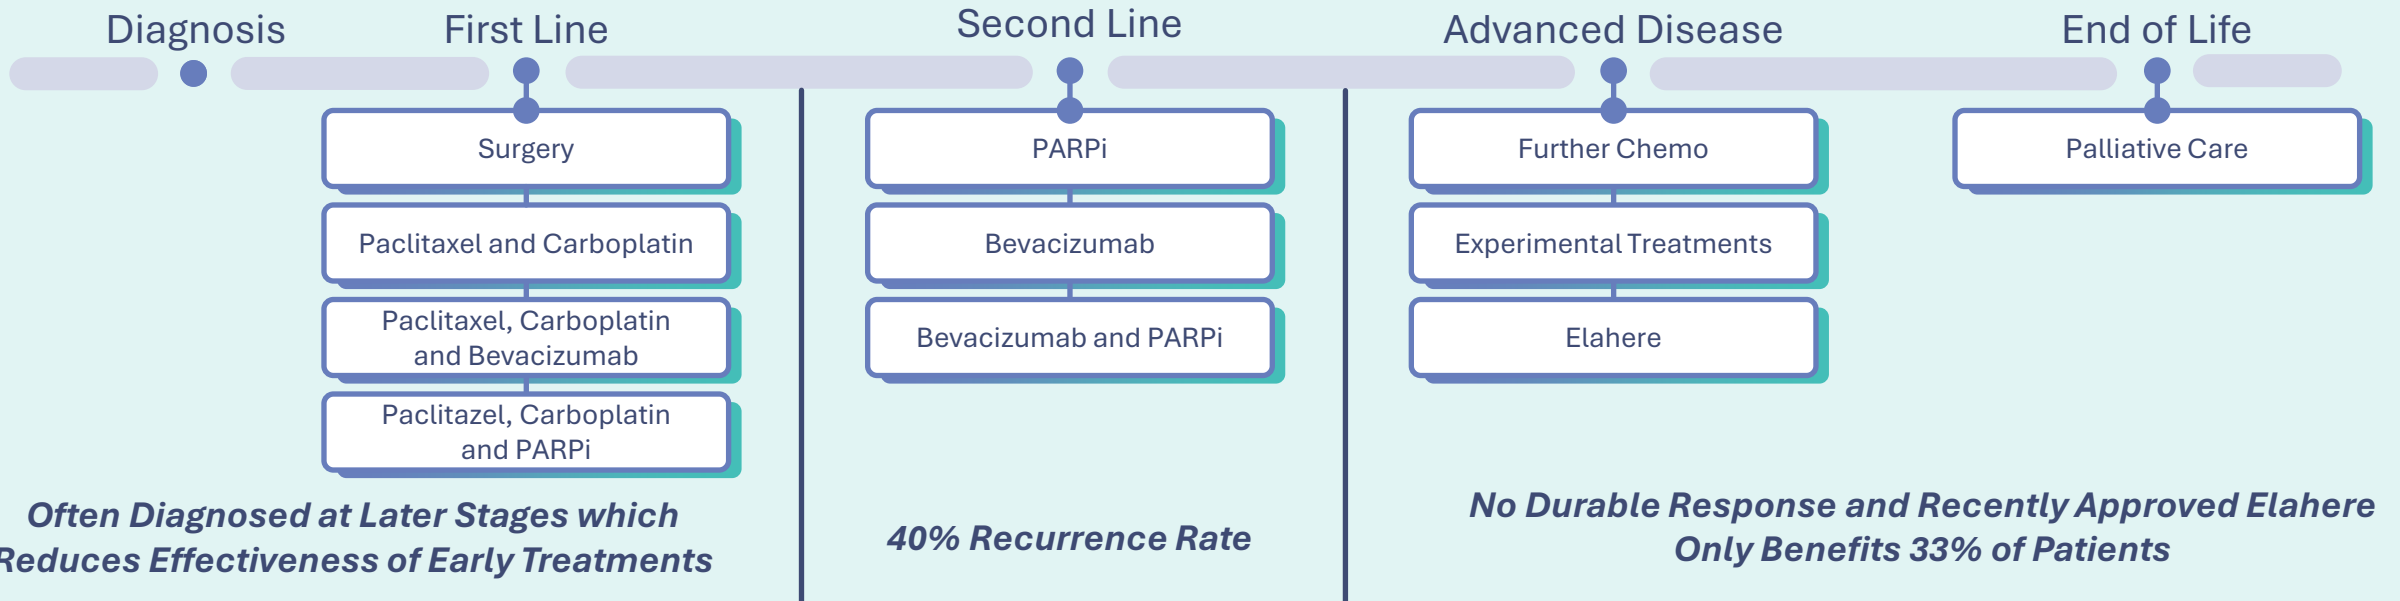 Diagnosis
First Line
Second Line
Advanced Disease
End of Life
Surgery
Paclitaxel and Carboplatin
Paclitaxel, Carboplatin
and Bevacizumab
Paclitazel, Carboplatin
and PARPi
Often Diagnosed at Later Stages which
Reduces Effectiveness of Early Treatments
PARPi
Bevacizumab
Bevacizumab and PARPi
40% Recurrence Rate
Further Chemo
Experimental Treatments
Elahere
Palliative Care
No Durable Response and Recently Approved Elahere
Only Benefits 33% of Patients